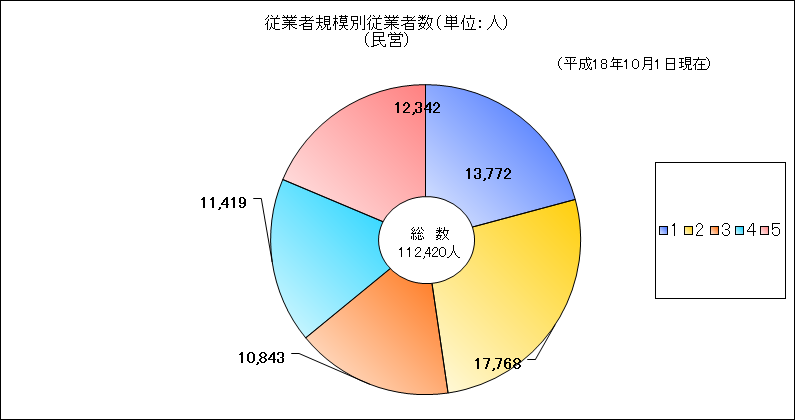 従業者規模別従業者数(単位：人)
(民営)
(平成18年10月1日現在)
12,342
13,772
11,419
総　数
112,420人
10,843
17,768
1 2 3 4 5